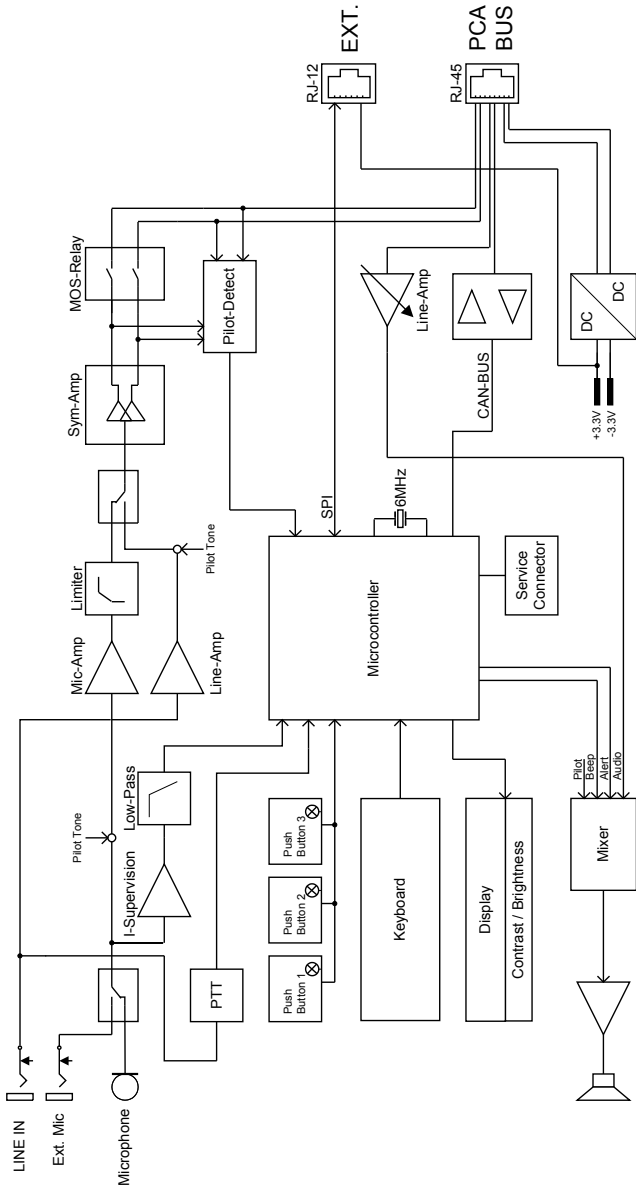 LINE IN
Ext. Mic
Microphone
Pilot Tone
I-Supervision
Low-Pass
Mic-Amp
Line-Amp
Limiter
Pilot Tone
Sym-Amp
MOS-Relay
Pilot-Detect
RJ-12
EXT.
RJ-45
PCA
BUS
PTT
Push
Button 1
Push
Button 2
Push
Button 3
Keyboard
Display
Contrast / Brightness
Microcontroller
SPI
6MHz
Service
Connector
Line-Amp
CAN-BUS
DC
DC
+3.3V
-3.3V
Pilot
Beep
Alert
Audio
Mixer